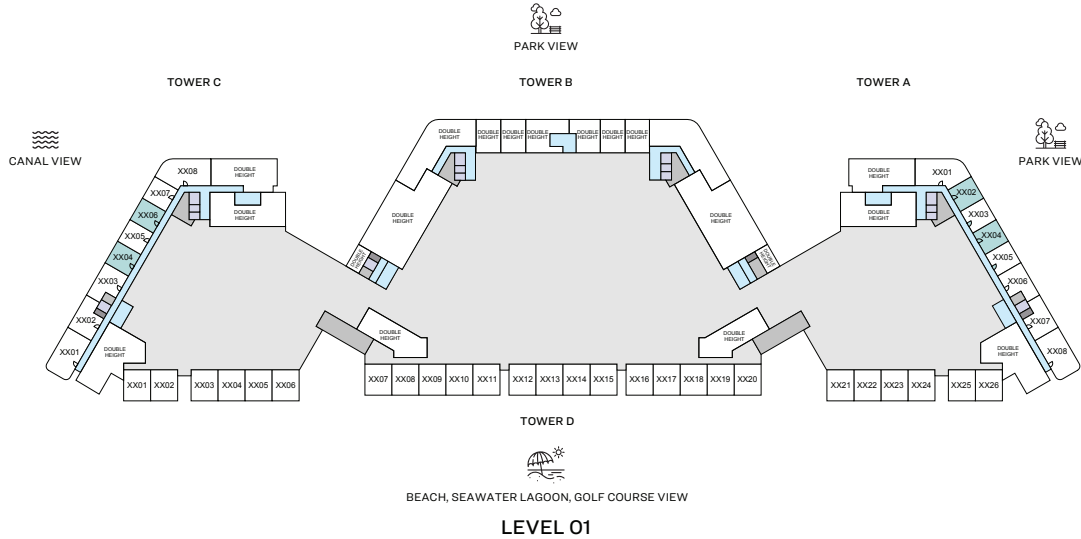 PARK VIEW
TOWER C
TOWER B
TOWER A
CANAL VIEW
PARK VIEW
DOUBLE
HEIGHT
DOUBLE
HEIGHT
DOUBLE
HEIGHT
DOUBLE
HEIGHT
DOUBLE
HEIGHT
DOUBLE
HEIGHT
DOUBLE
HEIGHT
DOUBLE
HEIGHT
DOUBLE
HEIGHT
DOUBLE
HEIGHT
XX08
DOUBLE
HEIGHT
DOUBLE
HEIGHT
XX07
XX06
XX05
XX04
XX03
XX02
XX01
DOUBLE
HEIGHT
DOUBLE
HEIGHT
XX01
DOUBLE
HEIGHT
XX02
XX03
XX04
XX05
XX06
XX07
XX08
DOUBLE
HEIGHT
DOUBLE
HEIGHT
DOUBLE
HEIGHT
XX01 XX02 XX03 XX04 XX05 XX06
XX07 XX08 XX09 XX10 XX11 XX12 XX13 XX14 XX15 XX16 XX17 XX18 XX19 XX20
XX21 XX22 XX23 XX24 XX25 XX26
TOWER D
BEACH, SEAWATER LAGOON, GOLF COURSE VIEW
LEVEL 01